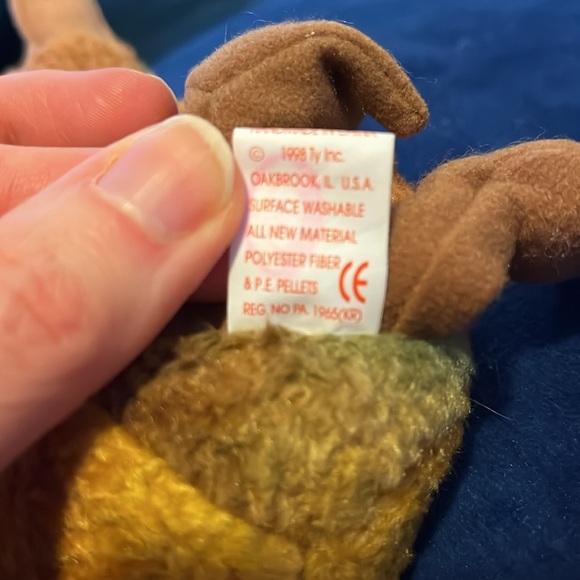 © 1998 Ty Inc.
OAKBROOK, IL U.S.A.
SURFACE WASHABLE
ALL NEW MATERIAL
POLYESTER FIBER
& P.E. PELLETS CE
REG. NO PA. 1965(KR)